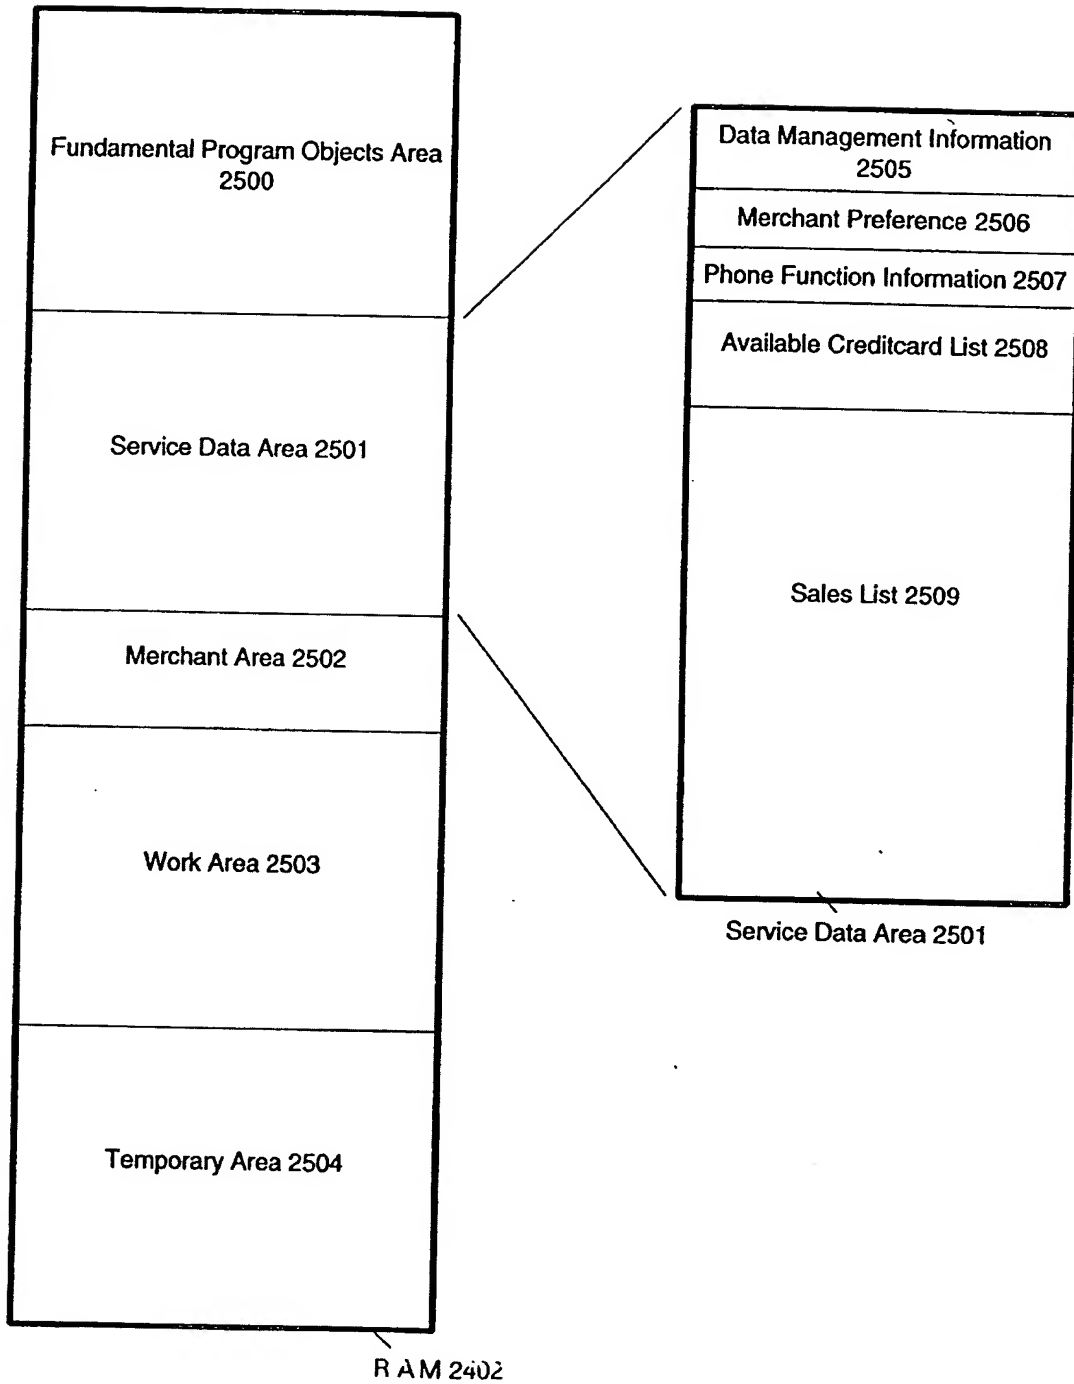 Fundamental Program Objects Area
2500
Service Data Area 2501
Merchant Area 2502
Work Area 2503
Temporary Area 2504
RAM 2402
Data Management Information
2505
Merchant Preference 2506
Phone Function Information 2507
Available Creditcard List 2508
Sales List 2509
Service Data Area 2501